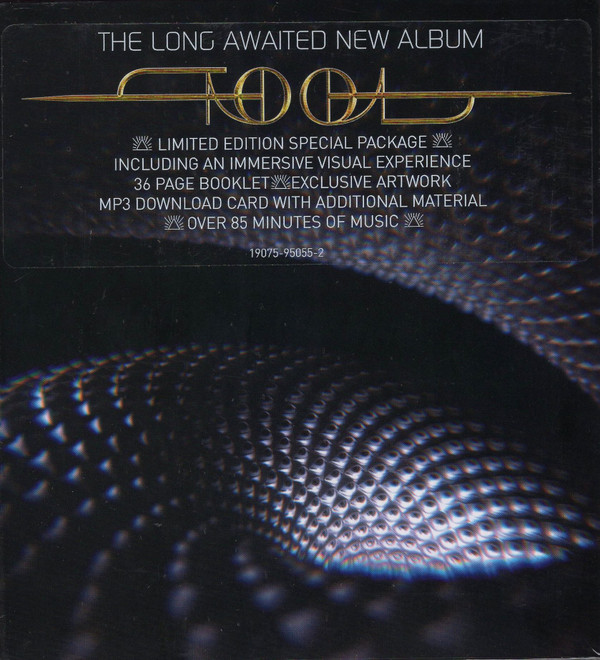 THE LONG AWAITED NEW ALBUM
TOOL
LIMITED EDITION SPECIAL PACKAGE
INCLUDING AN IMMERSIVE VISUAL EXPERIENCE
36 PAGE BOOKLET EXCLUSIVE ARTWORK
MP3 DOWNLOAD CARD WITH ADDITIONAL MATERIAL
OVER 85 MINUTES OF MUSIC
19075-95055-2